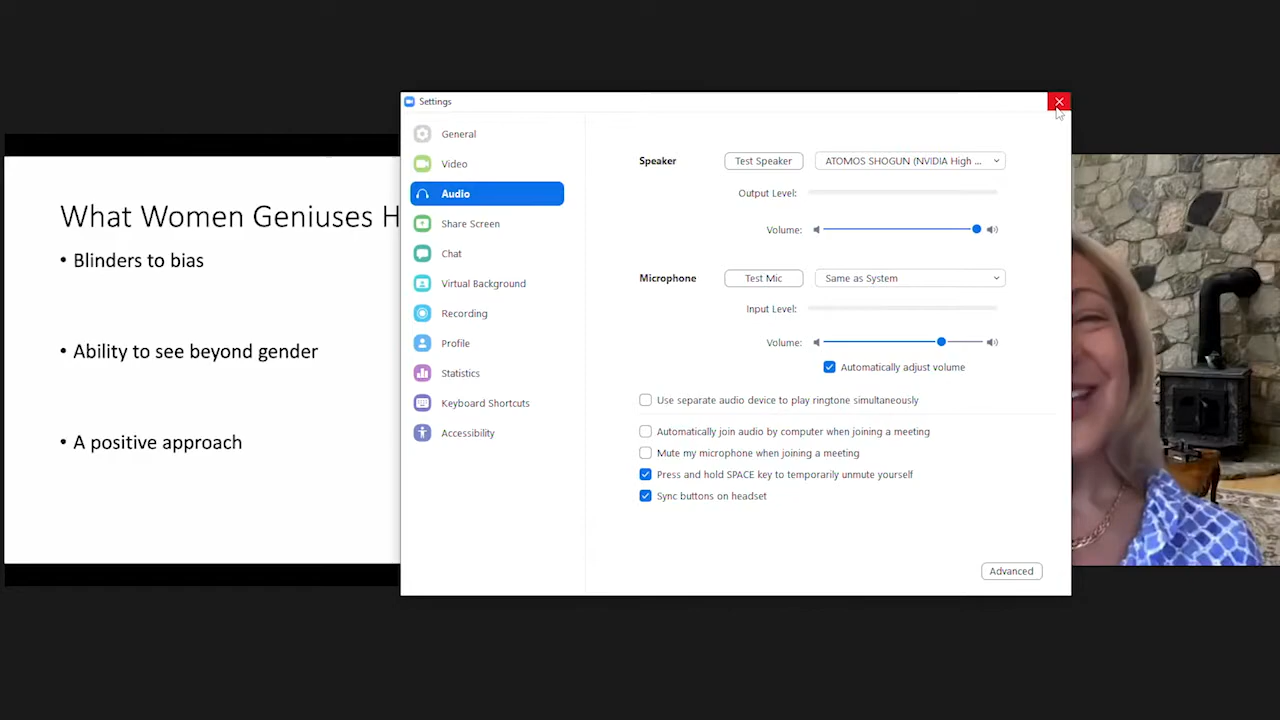 What Women Geniuses H
• Blinders to bias
• Ability to see beyond gender
• A positive approach
Settings
General
Video
Audio
Share Screen
Chat
Virtual Background
Recording
Profile
Statistics
Keyboard Shortcuts
Accessibility
Speaker
Test Speaker
ATOMOS SHOGUN (NVIDIA High ...
Output Level:
Volume:
Microphone
Test Mic
Same as System
Input Level:
Volume:
Automatically adjust volume
Use separate audio device to play ringtone simultaneously
Automatically join audio by computer when joining a meeting
Mute my microphone when joining a meeting
Press and hold SPACE key to temporarily unmute yourself
Sync buttons on headset
Advanced